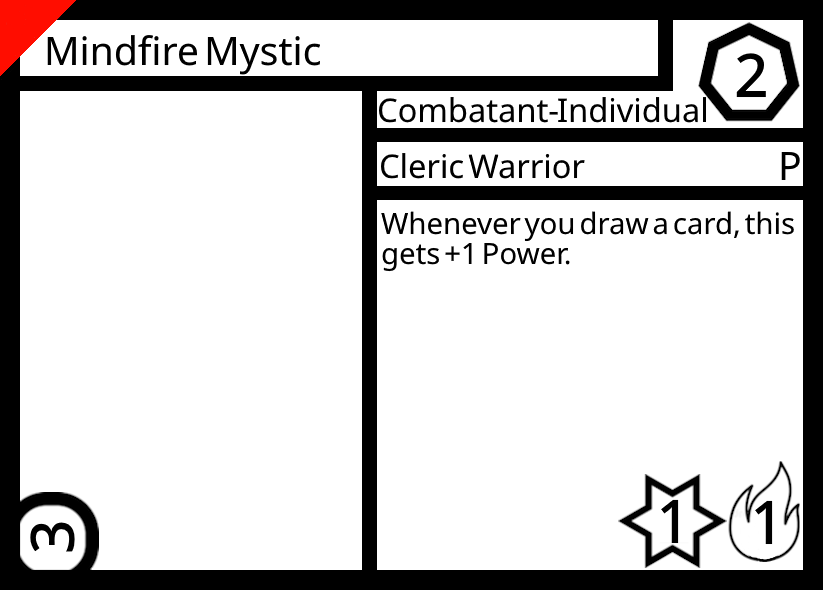 Mindfire Mystic
2
Combatant-Individual
Cleric Warrior P
Whenever you draw a card, this
gets +1 Power.
3
1 1